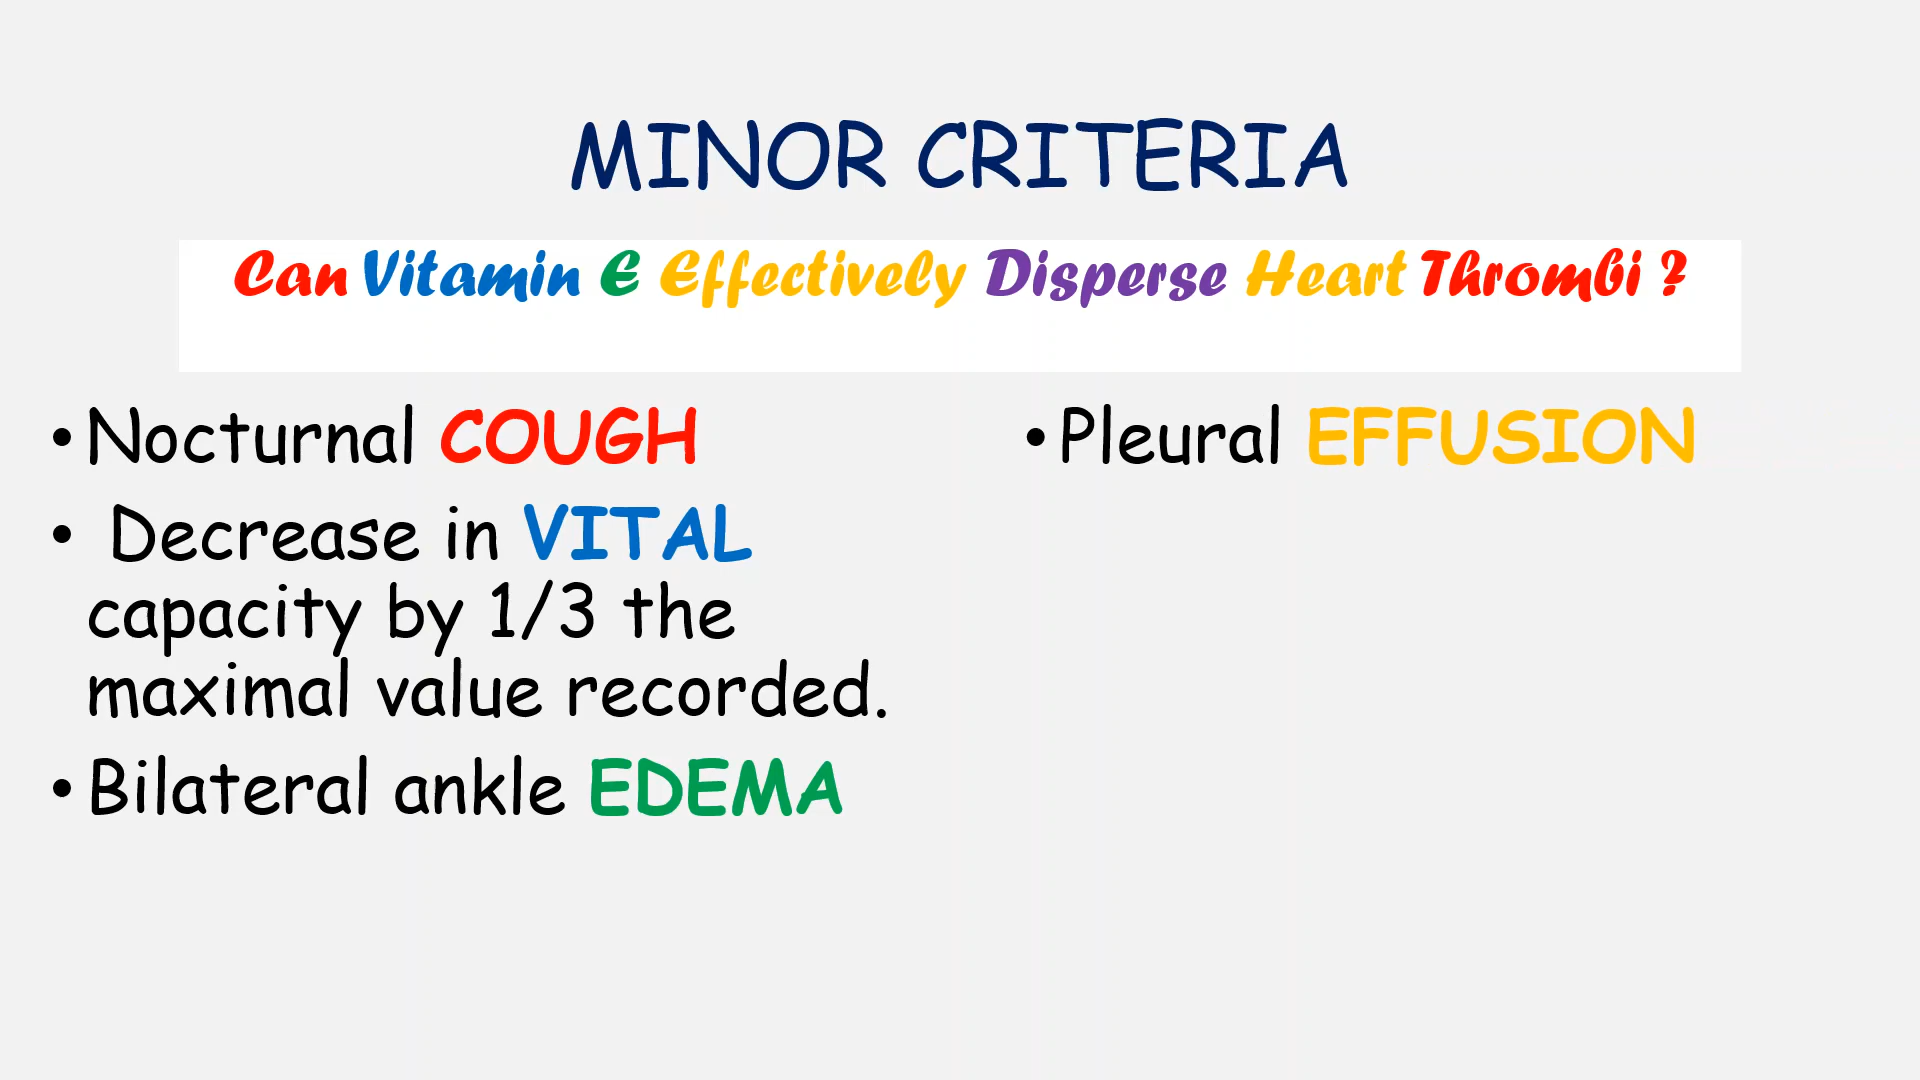 MINOR CRITERIA
Can Vitamin E Effectively Disperse Heart Thrombi ?
•Nocturnal COUGH
• Decrease in VITAL
capacity by 1/3 the
maximal value recorded.
•Bilateral ankle EDEMA
•Pleural EFFUSION